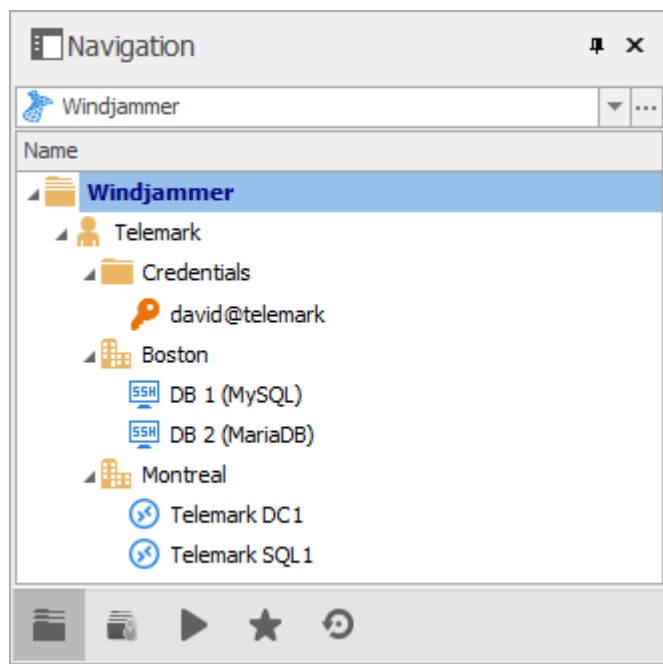 Navigation
Windjammer
Name
Windjammer
Telemark
Credentials
david@telemark
Boston
SSH DB 1 (MySQL)
SSH DB 2 (MariaDB)
Montreal
Telemark DC1
Telemark SQL1